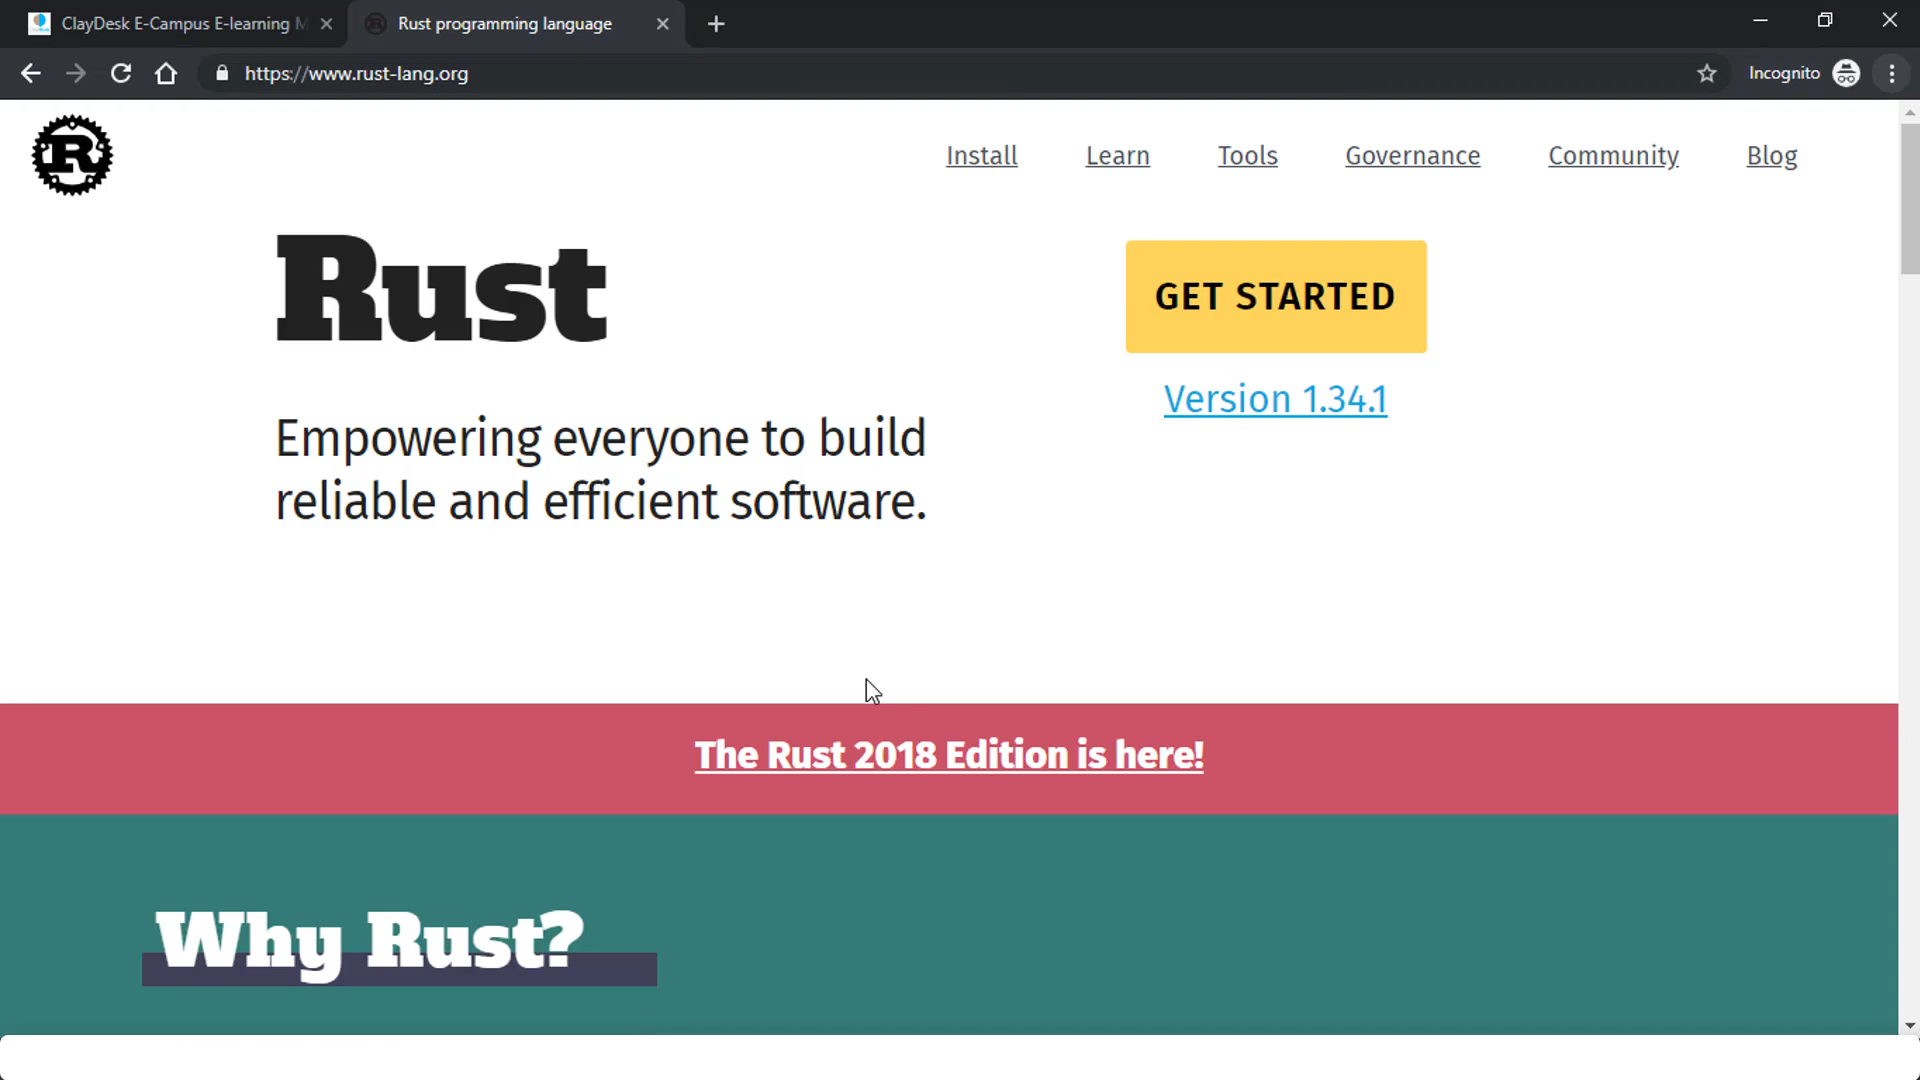 ClayDesk E-Campus E-learning M
Rust programming language
https://www.rust-lang.org
Incognito
R
Install
Learn
Tools
Governance
Community
Blog
Rust
GET STARTED
Version 1.34.1
Empowering everyone to build
reliable and efficient software.
The Rust 2018 Edition is here!
Why Rust?